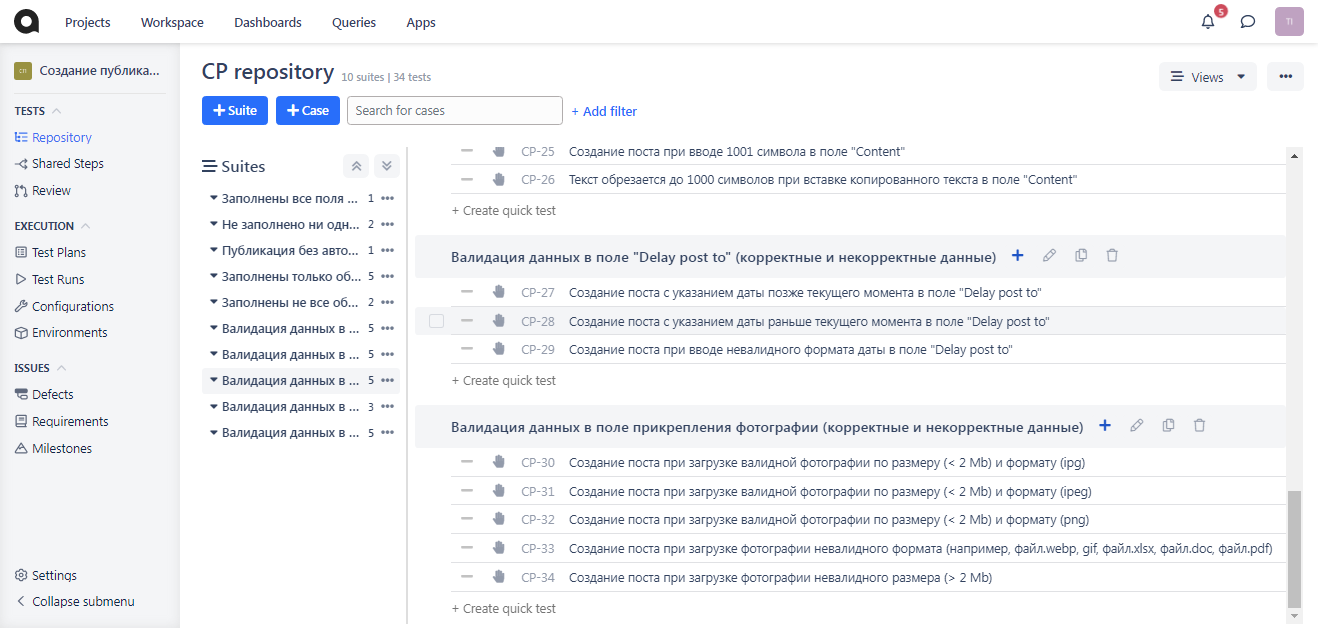 Projects Workspace Dashboards Queries Apps 5 TI
СП Создание публика...
TESTS
Repository
Shared Steps
Review
EXECUTION
Test Plans
Test Runs
Configurations
Environments
ISSUES
Defects
Requirements
Milestones
Settings
Collapse submenu
CP repository 10 suites | 34 tests
Views
+ Suite + Case Search for cases + Add filter
Suites
Заполнены все поля ... 1
Не заполнено ни одн... 2
Публикация без авто... 1
Заполнены только об... 5
Заполнены не все об... 2
Валидация данных в ... 5
Валидация данных в ... 5
Валидация данных в ... 5
Валидация данных в ... 3
Валидация данных в ... 5
CP-25 Создание поста при вводе 1001 символа в поле "Content"
CP-26 Текст обрезается до 1000 символов при вставке копированного текста в поле "Content"
+ Create quick test
Валидация данных в поле "Delay post to" (корректные и некорректные данные)
CP-27 Создание поста с указанием даты позже текущего момента в поле "Delay post to"
CP-28 Создание поста с указанием даты раньше текущего момента в поле "Delay post to"
CP-29 Создание поста при вводе невалидного формата даты в поле "Delay post to"
+ Create quick test
Валидация данных в поле прикрепления фотографии (корректные и некорректные данные)
CP-30 Создание поста при загрузке валидной фотографии по размеру (< 2 Mb) и формату (ipg)
CP-31 Создание поста при загрузке валидной фотографии по размеру (< 2 Mb) и формату (ipeg)
CP-32 Создание поста при загрузке валидной фотографии по размеру (< 2 Mb) и формату (png)
CP-33 Создание поста при загрузке фотографии невалидного формата (например, файл.webp, gif, файл.xlsx, файл.doc, файл.pdf)
CP-34 Создание поста при загрузке фотографии невалидного размера (> 2 Mb)
+ Create quick test